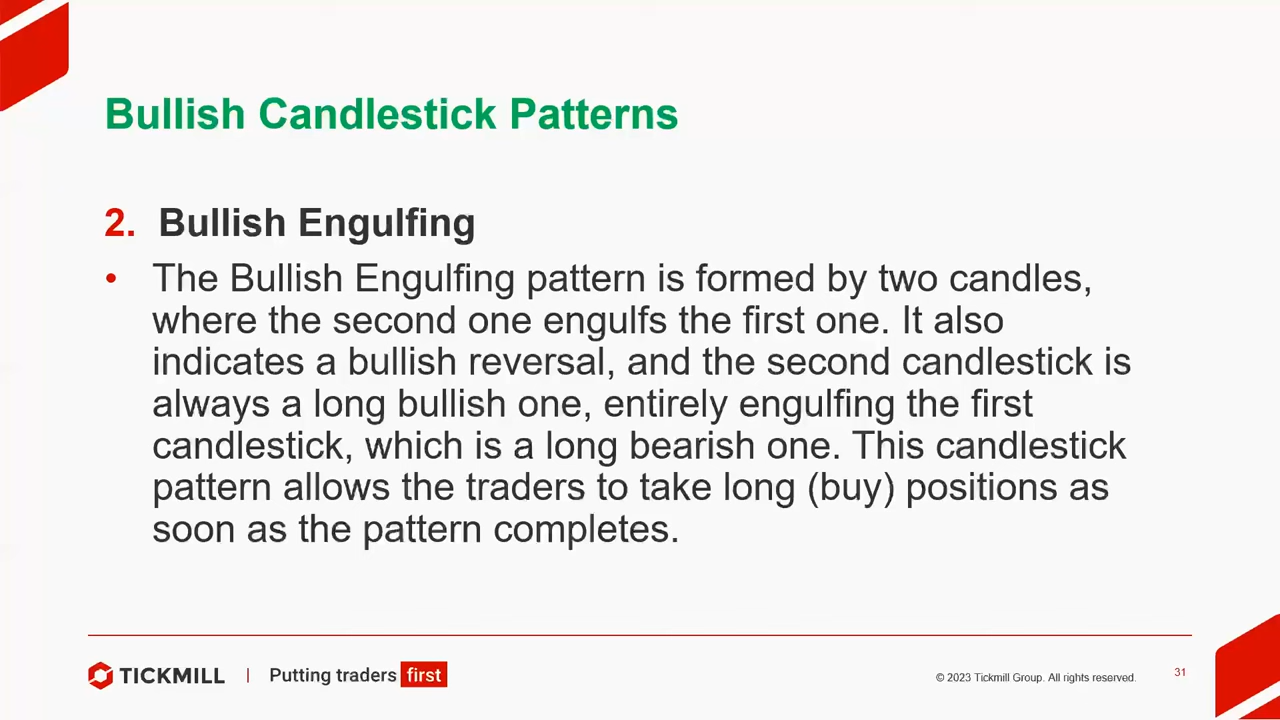 Bullish Candlestick Patterns
2. Bullish Engulfing
• The Bullish Engulfing pattern is formed by two candles,
where the second one engulfs the first one. It also
indicates a bullish reversal, and the second candlestick is
always a long bullish one, entirely engulfing the first
candlestick, which is a long bearish one. This candlestick
pattern allows the traders to take long (buy) positions as
soon as the pattern completes.
TICKMILL | Putting traders first
© 2023 Tickmill Group. All rights reserved. 31